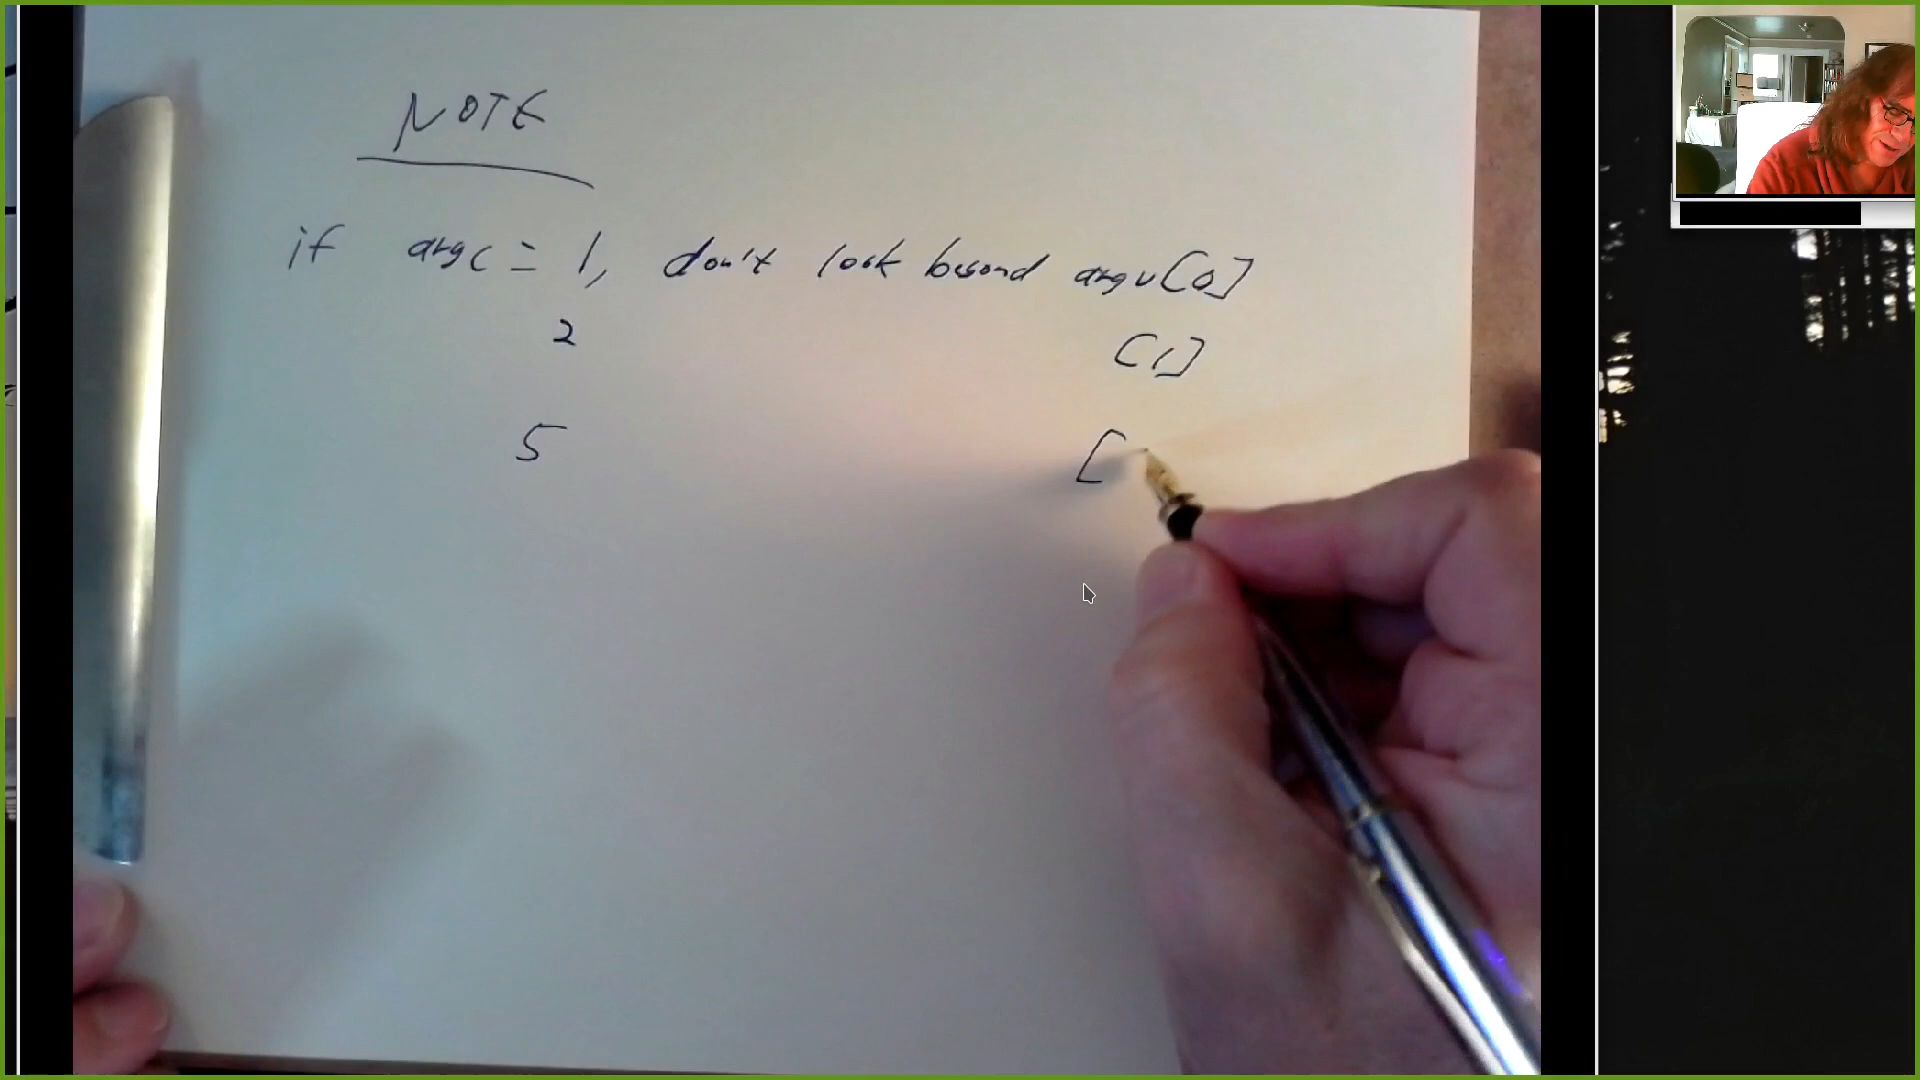 NOTE
if argc = 1, don't look beyond argv[0]
2 [1]
5 [